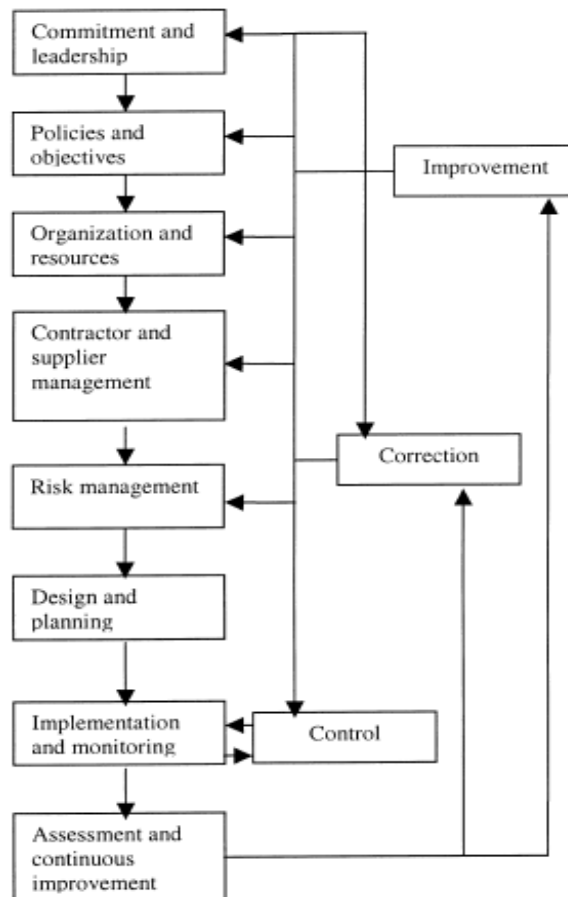 Commitment and
leadership
Policies and
objectives
Improvement
Organization and
resources
Contractor and
supplier
management
Correction
Risk management
Design and
planning
Implementation
and monitoring
Control
Assessment and
continuous
improvement